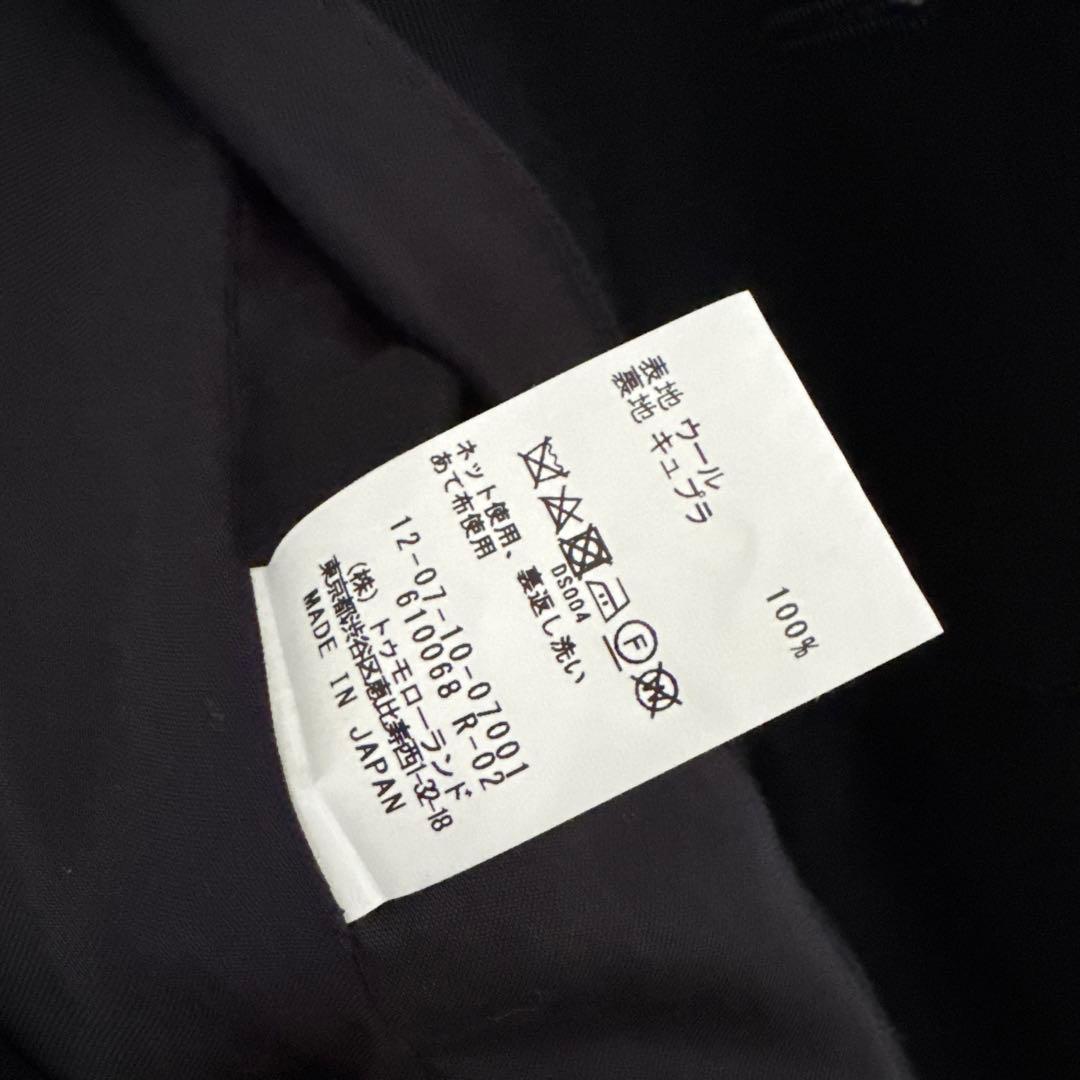 表地 ウール 100%
裏地 キュプラ
DS004
ネット使用、裏返し洗い
あて布使用
12-07-10-07001
610068 R-02
(株)トゥモローランド
東京都渋谷区恵比寿西1-32-18
MADE IN JAPAN